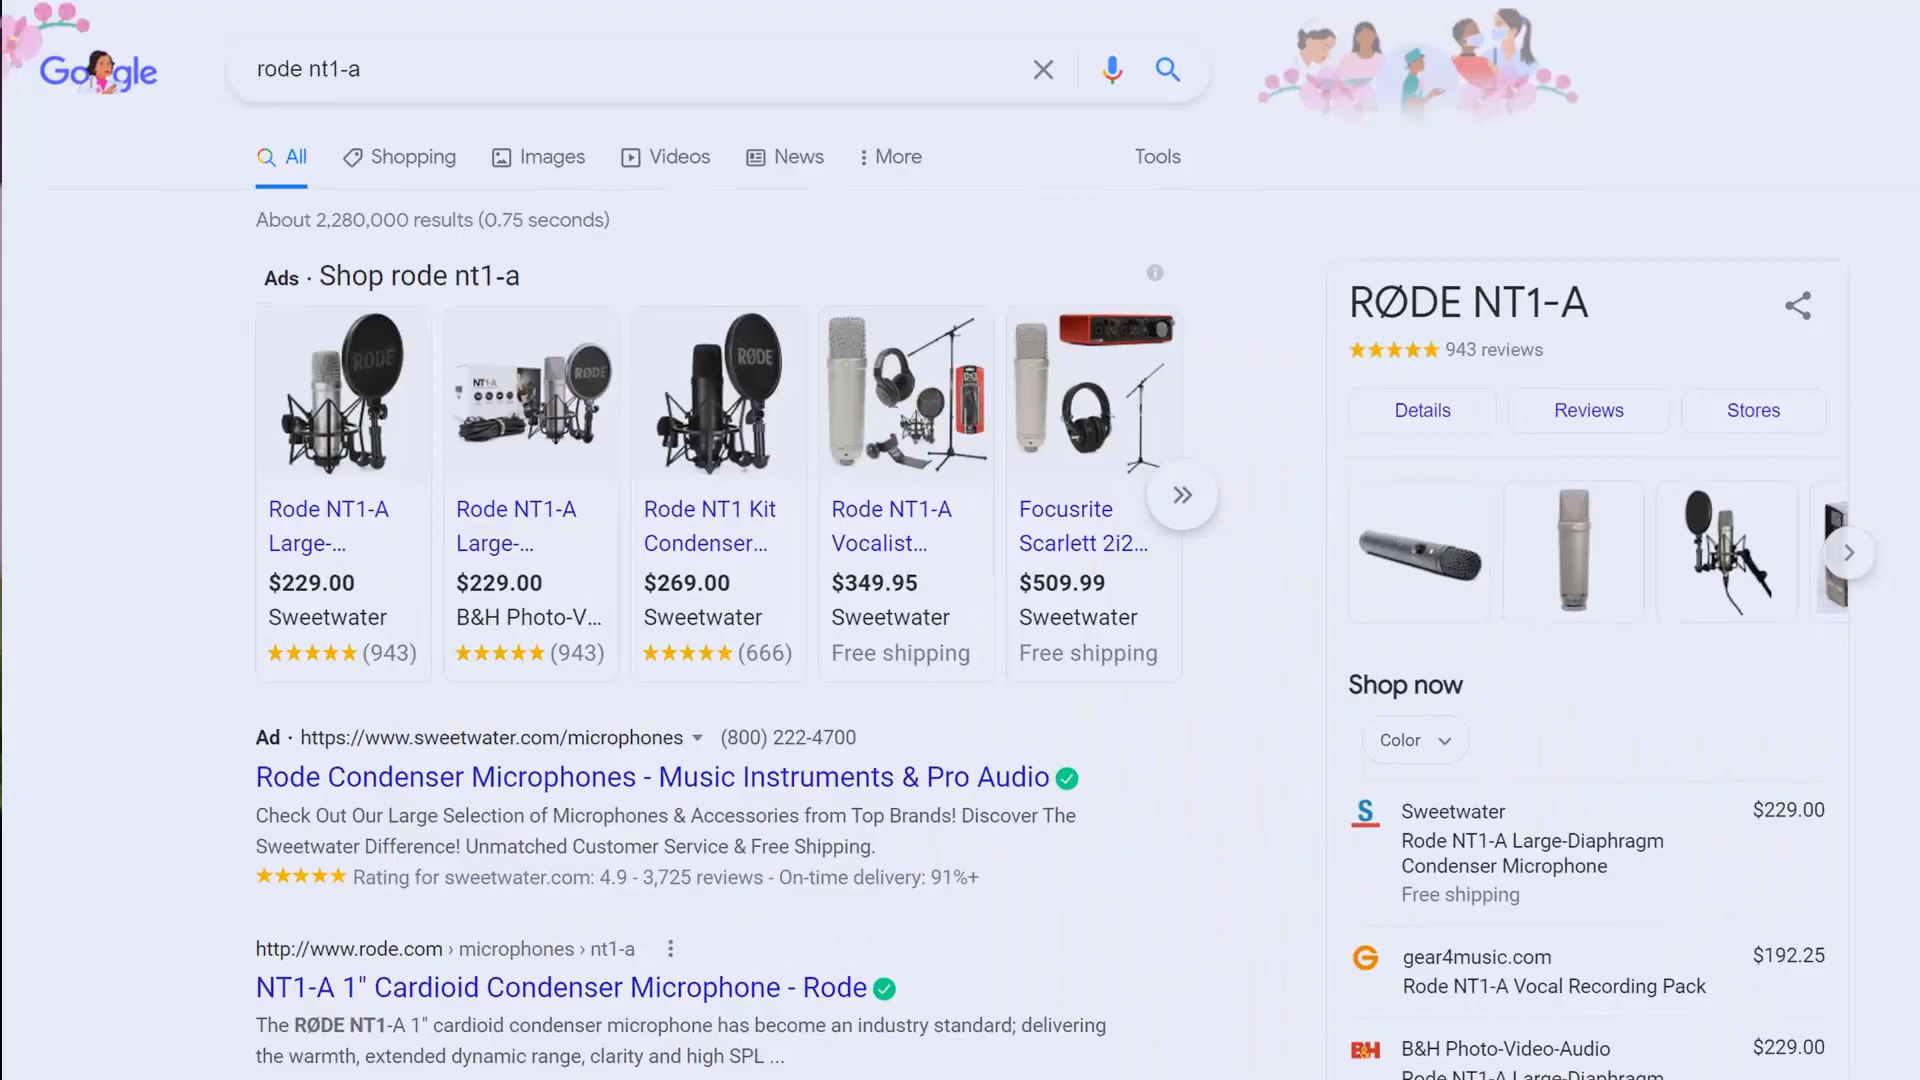 Google
rode nt1-a
All
Shopping
Images
Videos
News
More
Tools
About 2,280,000 results (0.75 seconds)
Ads · Shop rode nt1-a
RØDE
Rode NT1-A
Large-...
$229.00
Sweetwater
(943)
NT1-A
RØDE
Rode NT1-A
Large-...
$229.00
B&H Photo-V...
(943)
RØDE
Rode NT1 Kit
Condenser...
$269.00
Sweetwater
(666)
Rode NT1-A
Vocalist...
$349.95
Sweetwater
Free shipping
Focusrite
Scarlett 2i2...
$509.99
Sweetwater
Free shipping
Ad · https://www.sweetwater.com/microphones (800) 222-4700
Rode Condenser Microphones - Music Instruments & Pro Audio
Check Out Our Large Selection of Microphones & Accessories from Top Brands! Discover The
Sweetwater Difference! Unmatched Customer Service & Free Shipping.
Rating for sweetwater.com: 4.9 - 3,725 reviews - On-time delivery: 91%+
http://www.rode.com › microphones › nt1-a
NT1-A 1" Cardioid Condenser Microphone - Rode
The RØDE NT1-A 1" cardioid condenser microphone has become an industry standard; delivering
the warmth, extended dynamic range, clarity and high SPL ...
RØDE NT1-A
943 reviews
Details
Reviews
Stores
Shop now
Color
S
Sweetwater
$229.00
Rode NT1-A Large-Diaphragm
Condenser Microphone
Free shipping
G
gear4music.com
$192.25
Rode NT1-A Vocal Recording Pack
B&H
B&H Photo-Video-Audio
$229.00
Rode NT1-A Large-Diaphragm